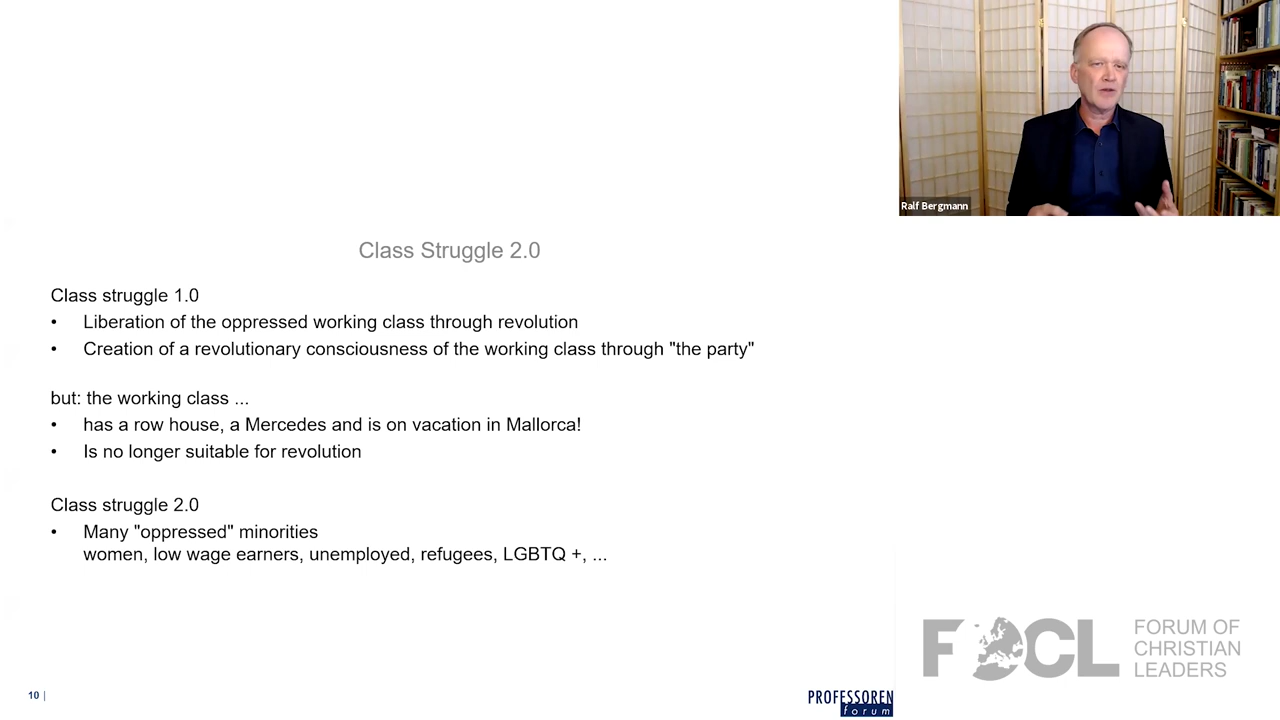 Ralf Bergmann
Class Struggle 2.0
Class struggle 1.0
• Liberation of the oppressed working class through revolution
• Creation of a revolutionary consciousness of the working class through "the party"
but: the working class ...
• has a row house, a Mercedes and is on vacation in Mallorca!
• Is no longer suitable for revolution
Class struggle 2.0
• Many "oppressed" minorities
women, low wage earners, unemployed, refugees, LGBTQ +, ...
10 |
PROFESSOREN
forum
FOCL
FORUM OF
CHRISTIAN
LEADERS